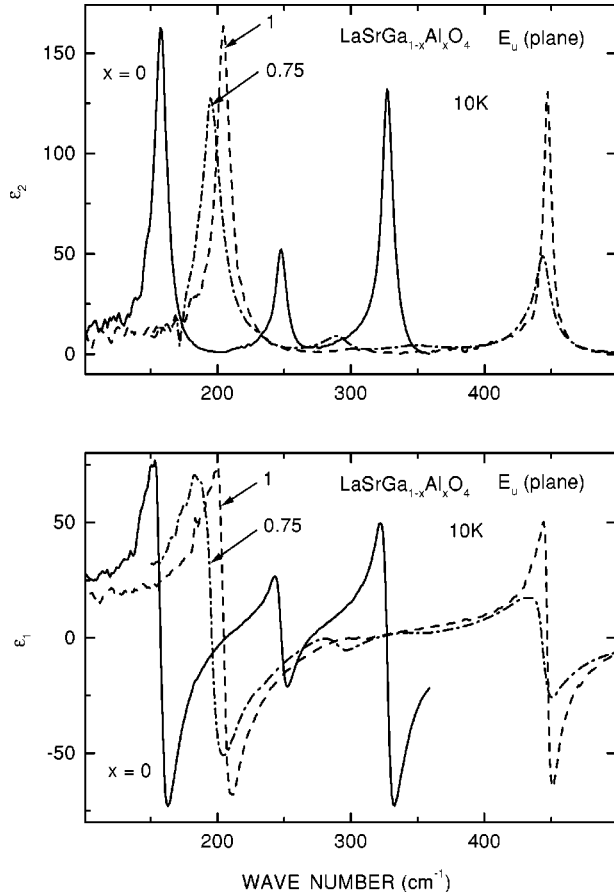 LaSrGa₁₋ₓAlₓO₄ Eᵤ (plane)
1
x = 0
0.75
10K
150
100
50
0
ε₂
200
300
400
LaSrGa₁₋ₓAlₓO₄ Eᵤ (plane)
1
0.75
10K
50
0
-50
ε₁
x = 0
200
300
400
WAVE NUMBER (cm⁻¹)